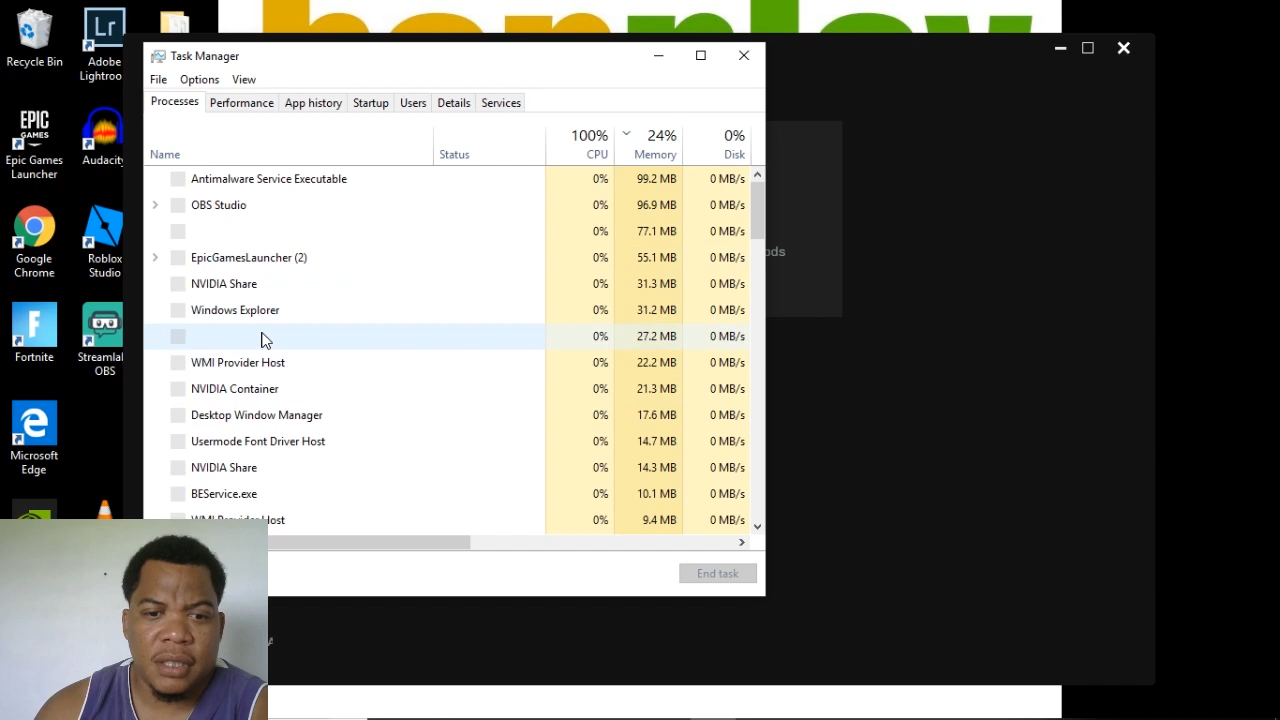 Recycle Bin
Adobe
Lightroo...
EPIC
GAMES
Epic Games
Launcher
Audacity
Google
Chrome
Roblox
Studio
F
Fortnite
Streamla
OBS
Microsoft
Edge
Task Manager
File Options View
Processes Performance App history Startup Users Details Services
100% 24% 0%
Name Status CPU Memory Disk
Antimalware Service Executable 0% 99.2 MB 0 MB/s
OBS Studio 0% 96.9 MB 0 MB/s
0% 77.1 MB 0 MB/s
EpicGamesLauncher (2) 0% 55.1 MB 0 MB/s
NVIDIA Share 0% 31.3 MB 0 MB/s
Windows Explorer 0% 31.2 MB 0 MB/s
0% 27.2 MB 0 MB/s
WMI Provider Host 0% 22.2 MB 0 MB/s
NVIDIA Container 0% 21.3 MB 0 MB/s
Desktop Window Manager 0% 17.6 MB 0 MB/s
Usermode Font Driver Host 0% 14.7 MB 0 MB/s
NVIDIA Share 0% 14.3 MB 0 MB/s
BEService.exe 0% 10.1 MB 0 MB/s
WMI Provider Host 0% 9.4 MB 0 MB/s
End task
ods